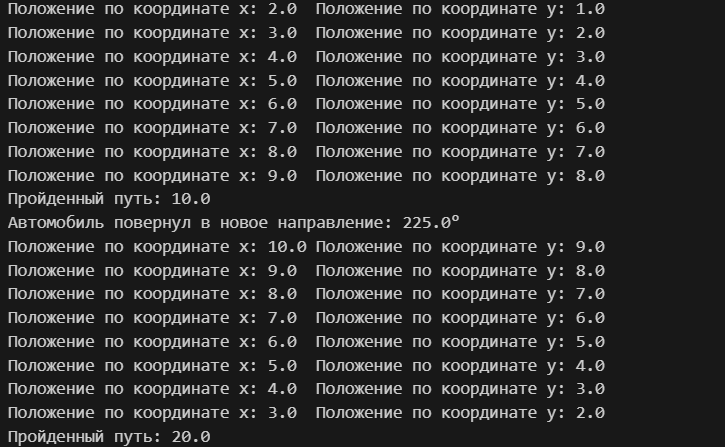 Положение по координате x: 2.0  Положение по координате y: 1.0
Положение по координате x: 3.0  Положение по координате y: 2.0
Положение по координате x: 4.0  Положение по координате y: 3.0
Положение по координате x: 5.0  Положение по координате y: 4.0
Положение по координате x: 6.0  Положение по координате y: 5.0
Положение по координате x: 7.0  Положение по координате y: 6.0
Положение по координате x: 8.0  Положение по координате y: 7.0
Положение по координате x: 9.0  Положение по координате y: 8.0
Пройденный путь: 10.0
Автомобиль повернул в новое направление: 225.0°
Положение по координате x: 10.0 Положение по координате y: 9.0
Положение по координате x: 9.0  Положение по координате y: 8.0
Положение по координате x: 8.0  Положение по координате y: 7.0
Положение по координате x: 7.0  Положение по координате y: 6.0
Положение по координате x: 6.0  Положение по координате y: 5.0
Положение по координате x: 5.0  Положение по координате y: 4.0
Положение по координате x: 4.0  Положение по координате y: 3.0
Положение по координате x: 3.0  Положение по координате y: 2.0
Пройденный путь: 20.0